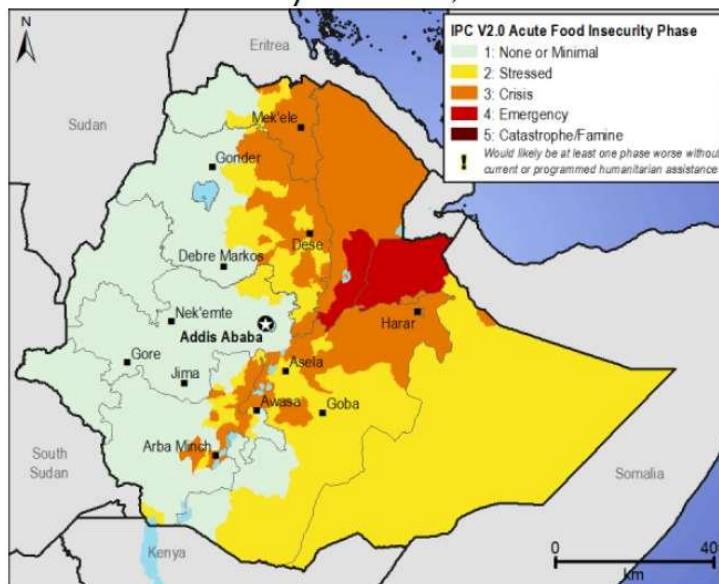 IPC V2.0 Acute Food Insecurity Phase
1: None or Minimal
2: Stressed
3: Crisis
4: Emergency
5: Catastrophe/Famine
! Would likely be at least one phase worse without
current or programmed humanitarian assistance
N
Eritrea
Sudan
Mek'ele
Gonder
Dese
Debre Markos
Nek'emte
Addis Ababa
Harar
Gore
Asela
Jima
Awasa
Goba
Arba Minch
South
Sudan
Somalia
Kenya
0
40
km